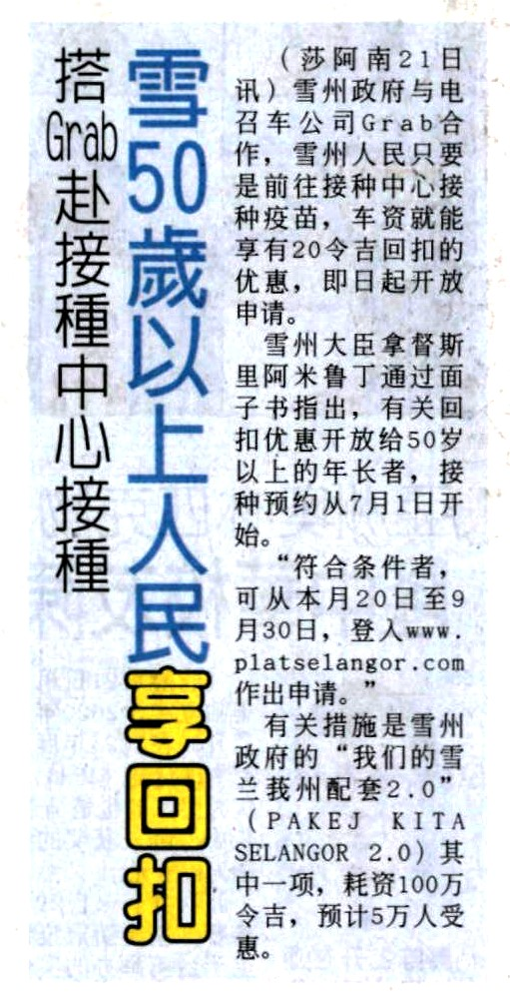 搭Grab赴接種中心接種
雪50歲以上人民享回扣
（莎阿南21日
讯）雪州政府与电
召车公司Grab合
作，雪州人民只要
是前往接种中心接
种疫苗，车资就能
享有20令吉回扣的
优惠，即日起开放
申请。
雪州大臣拿督斯
里阿米鲁丁通过面
子书指出，有关回
扣优惠开放给50岁
以上的年长者，接
种预约从7月1日开
始。
“符合条件者，
可从本月20日至9
月30日，登入www.
platselangor.com
作出申请。”
有关措施是雪州
政府的“我们的雪
兰莪州配套2.0”
（PAKEJ KITA
SELANGOR 2.0）其
中一项，耗资100万
令吉，预计5万人受
惠。